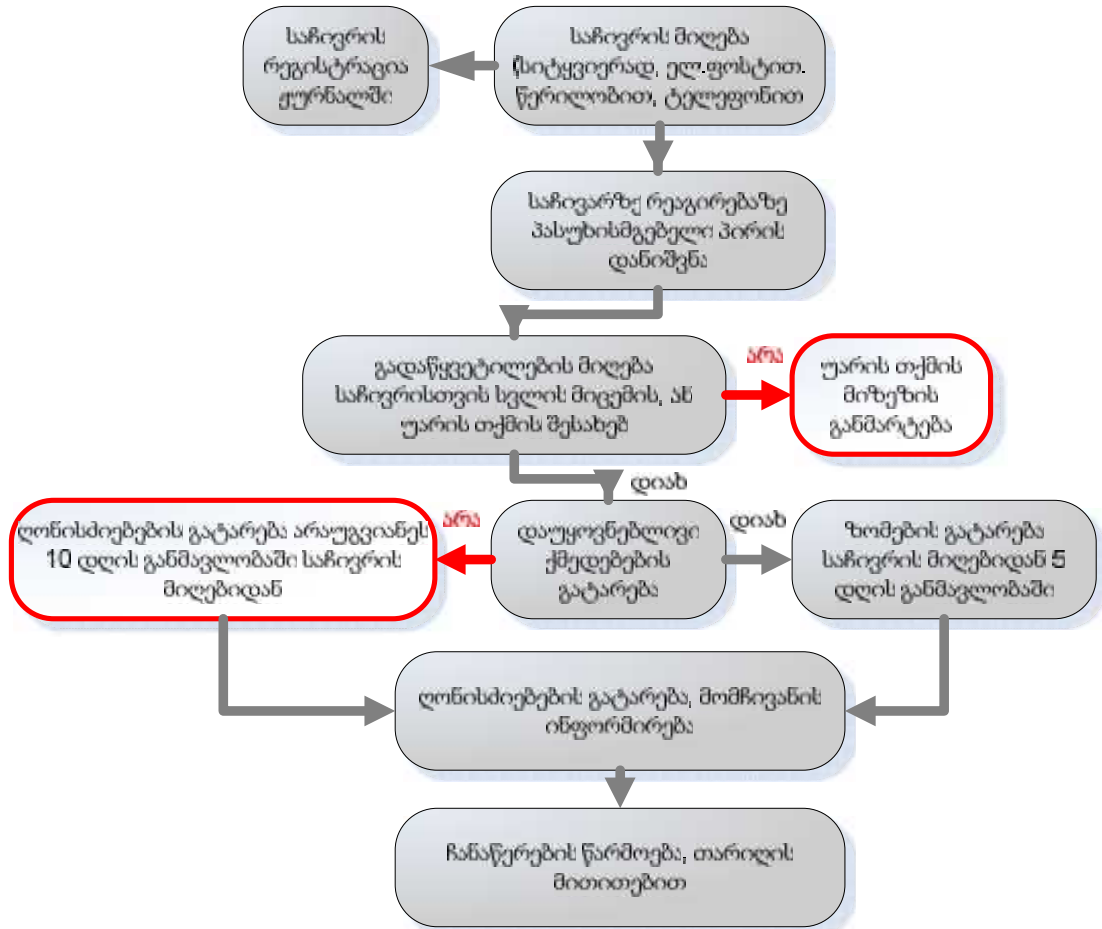 საჩივრის
რეგისტრაცია
ჟურნალში
საჩივრის მიღება
(სიტყვიერად, ელ.ფოსტით.
წერილობით, ტელეფონით
საჩივარზე რეაგირებაზე
პასუხისმგებელი პირის
დანიშვნა
გადაწყვეტილების მიღება
საჩივრისთვის სვლის მიცემის, ან
უარის თქმის შესახებ
არა
უარის თქმის
მიზეზის
განმარტება
დიახ
ღონისძიებების გატარება არაუგვიანეს
10 დღის განმავლობაში საჩივრის
მიღებიდან
არა
დაუყოვნებლივი
ქმედებების
გატარება
დიახ
ზომების გატარება
საჩივრის მიღებიდან 5
დღის განმავლობაში
ღონისძიებების გატარება, მომჩივანის
ინფორმირება
ჩანაწერების წარმოება, თარიღის
მითითებით